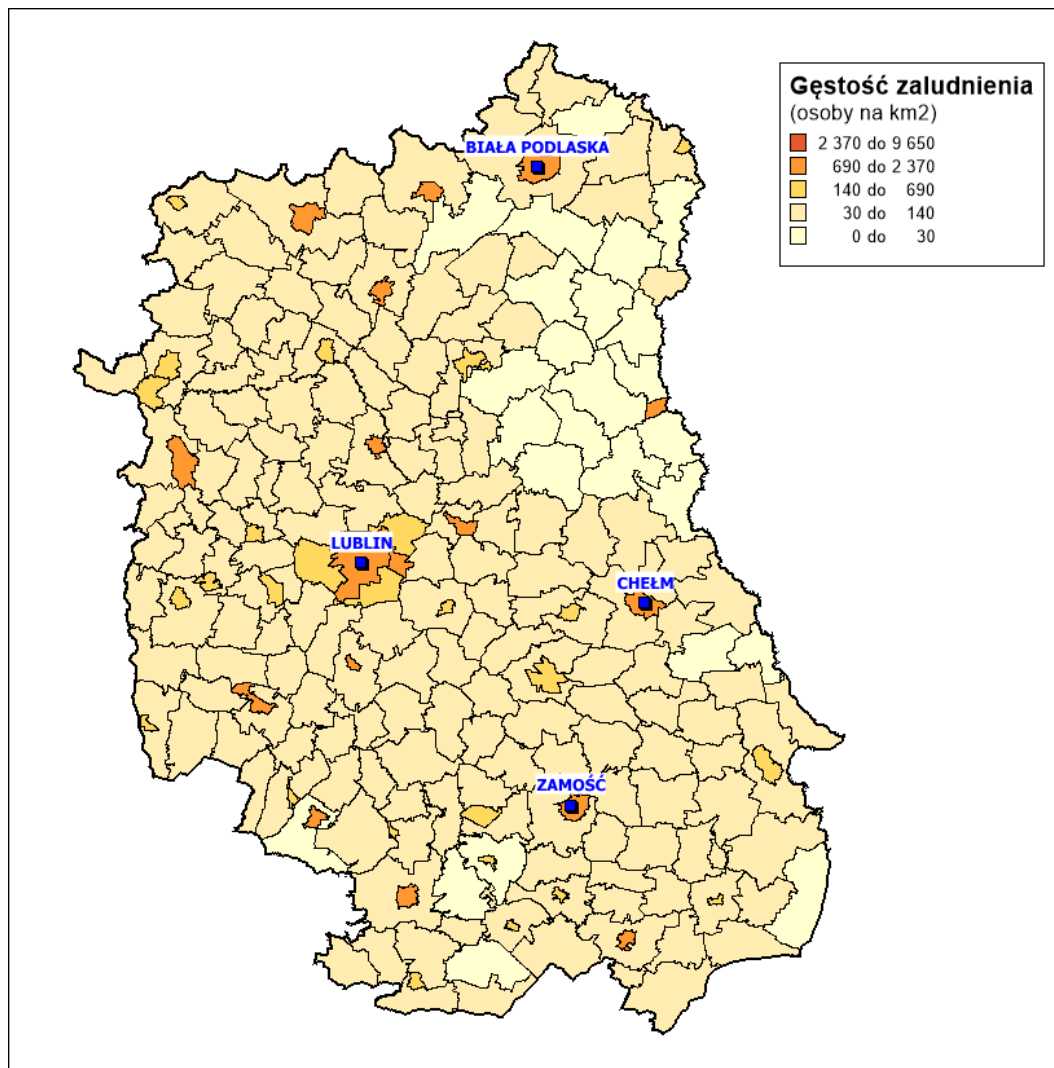 Gęstość zaludnienia
(osoby na km2)
2 370 do 9 650
690 do 2 370
140 do 690
30 do 140
0 do 30
BIAŁA PODLASKA
LUBLIN
CHEŁM
ZAMOŚĆ